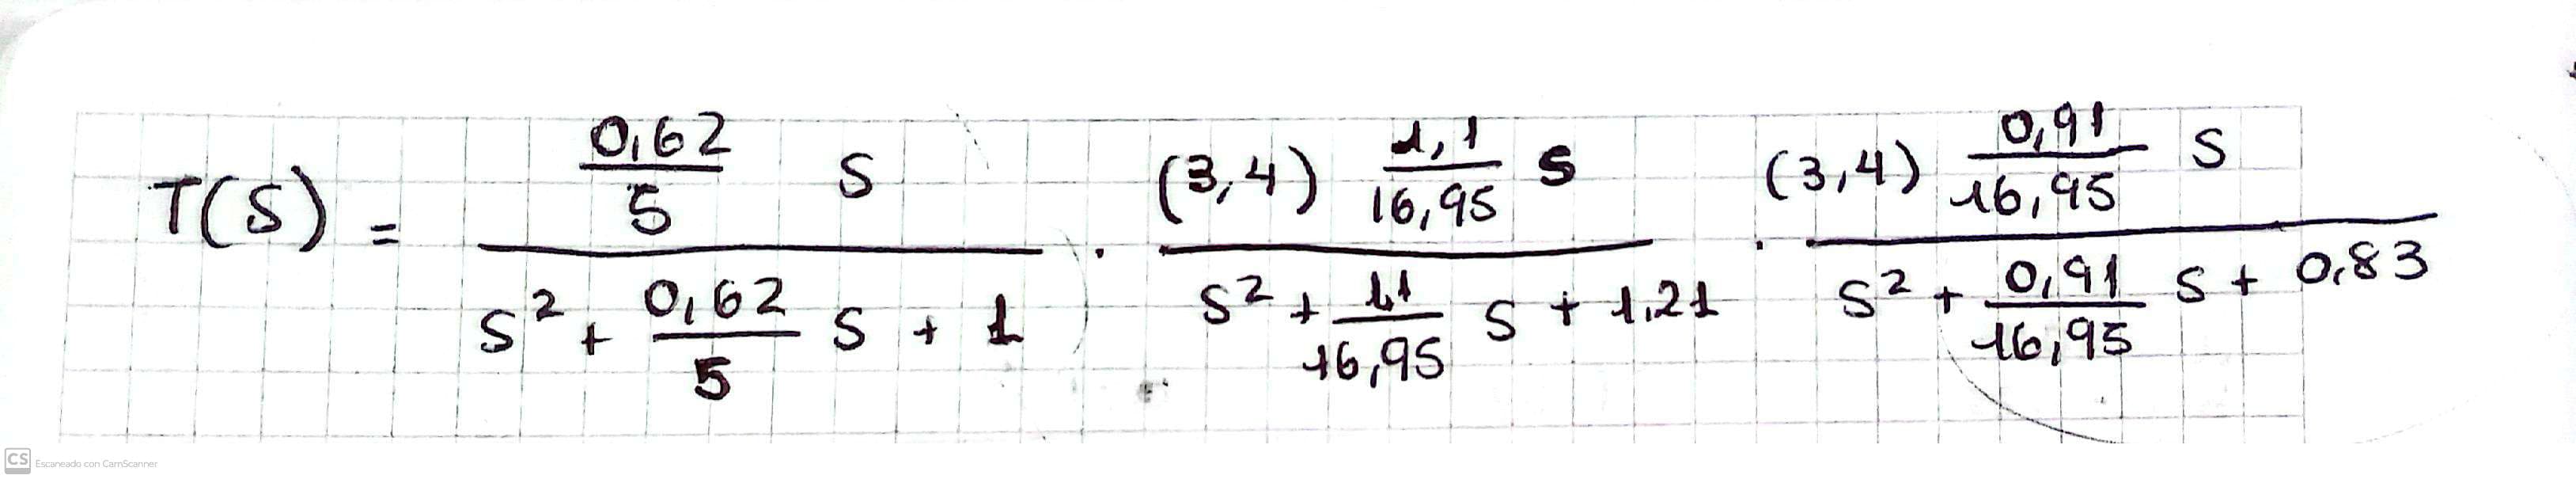 T(S) = \frac{\frac{0,62}{5} S}{S^2 + \frac{0,62}{5} S + 1} \cdot \frac{(3,4) \frac{1,1}{16,95} S}{S^2 + \frac{1,1}{16,95} S + 1,21} \cdot \frac{(3,4) \frac{0,91}{16,95} S}{S^2 + \frac{0,91}{16,95} S + 0,83}
CS Escaneado con CamScanner